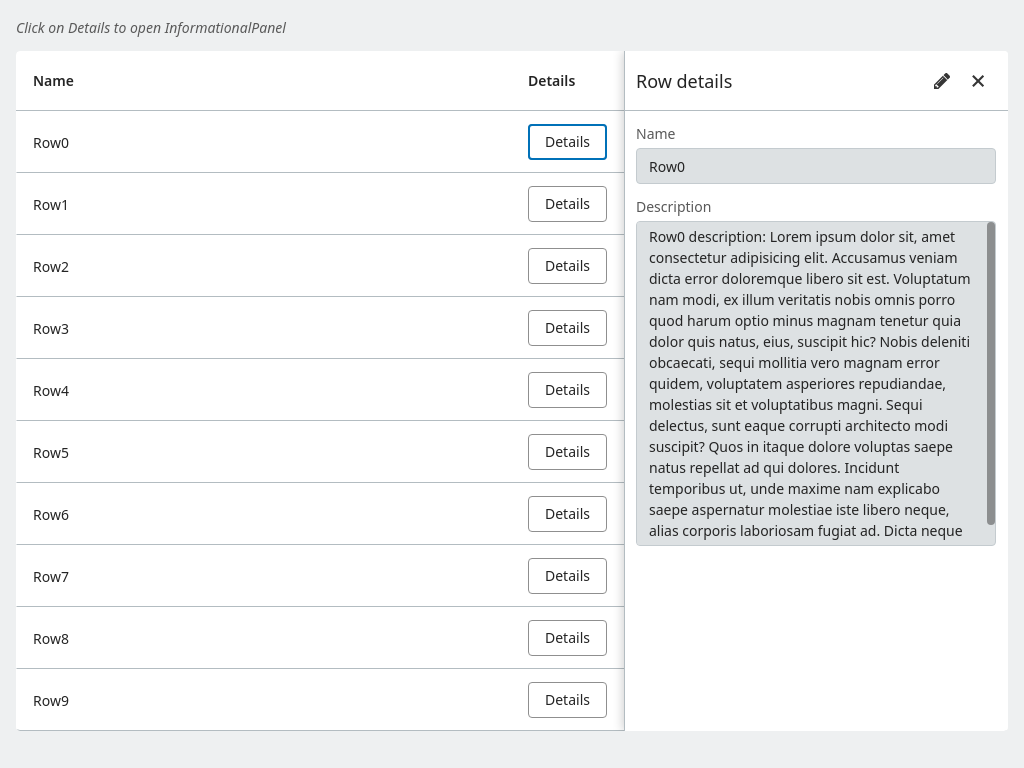 Click on Details to open InformationalPanel
Name Details
Row0 Details
Row1 Details
Row2 Details
Row3 Details
Row4 Details
Row5 Details
Row6 Details
Row7 Details
Row8 Details
Row9 Details
Row details
Name
Row0
Description
Row0 description: Lorem ipsum dolor sit, amet
consectetur adipisicing elit. Accusamus veniam
dicta error doloremque libero sit est. Voluptatum
nam modi, ex illum veritatis nobis omnis porro
quod harum optio minus magnam tenetur quia
dolor quis natus, eius, suscipit hic? Nobis deleniti
obcaecati, sequi mollitia vero magnam error
quidem, voluptatem asperiores repudiandae,
molestias sit et voluptatibus magni. Sequi
delectus, sunt eaque corrupti architecto modi
suscipit? Quos in itaque dolore voluptas saepe
natus repellat ad qui dolores. Incidunt
temporibus ut, unde maxime nam explicabo
saepe aspernatur molestiae iste libero neque,
alias corporis laboriosam fugiat ad. Dicta neque